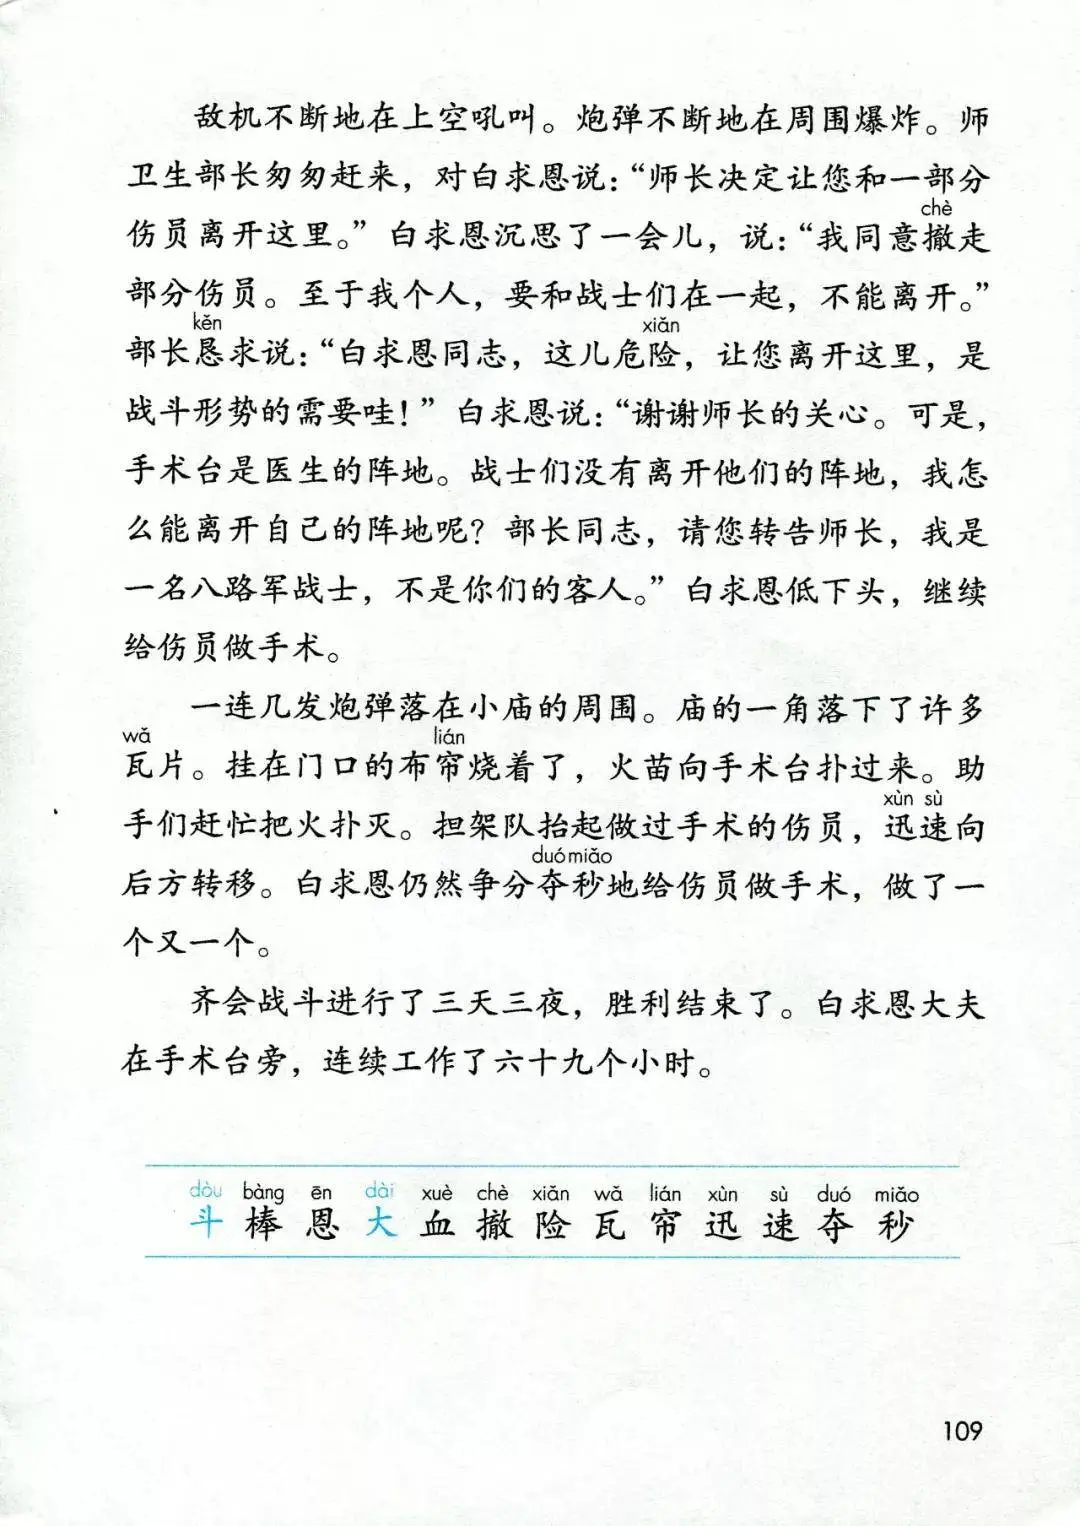 敌机不断地在上空吼叫。炮弹不断地在周围爆炸。师
卫生部长匆匆赶来，对白求恩说：“师长决定让您和一部分
chè
伤员离开这里。”白求恩沉思了一会儿，说：“我同意撤走
部分伤员。至于我个人，要和战士们在一起，不能离开。”
kěn xiǎn
部长恳求说：“白求恩同志，这儿危险，让您离开这里，是
战斗形势的需要哇！”白求恩说：“谢谢师长的关心。可是，
手术台是医生的阵地。战士们没有离开他们的阵地，我怎
么能离开自己的阵地呢？部长同志，请您转告师长，我是
一名八路军战士，不是你们的客人。”白求恩低下头，继续
给伤员做手术。
一连几发炮弹落在小庙的周围。庙的一角落下了许多
wǎ lián
瓦片。挂在门口的布帘烧着了，火苗向手术台扑过来。助
xùn sù
手们赶忙把火扑灭。担架队抬起做过手术的伤员，迅速向
duó miǎo
后方转移。白求恩仍然争分夺秒地给伤员做手术，做了一
个又一个。
齐会战斗进行了三天三夜，胜利结束了。白求恩大夫
在手术台旁，连续工作了六十九个小时。
dòu bàng ēn dài xuè chè xiǎn wǎ lián xùn sù duó miǎo
斗 棒 恩 大 血 撤 险 瓦 帘 迅 速 夺 秒
109